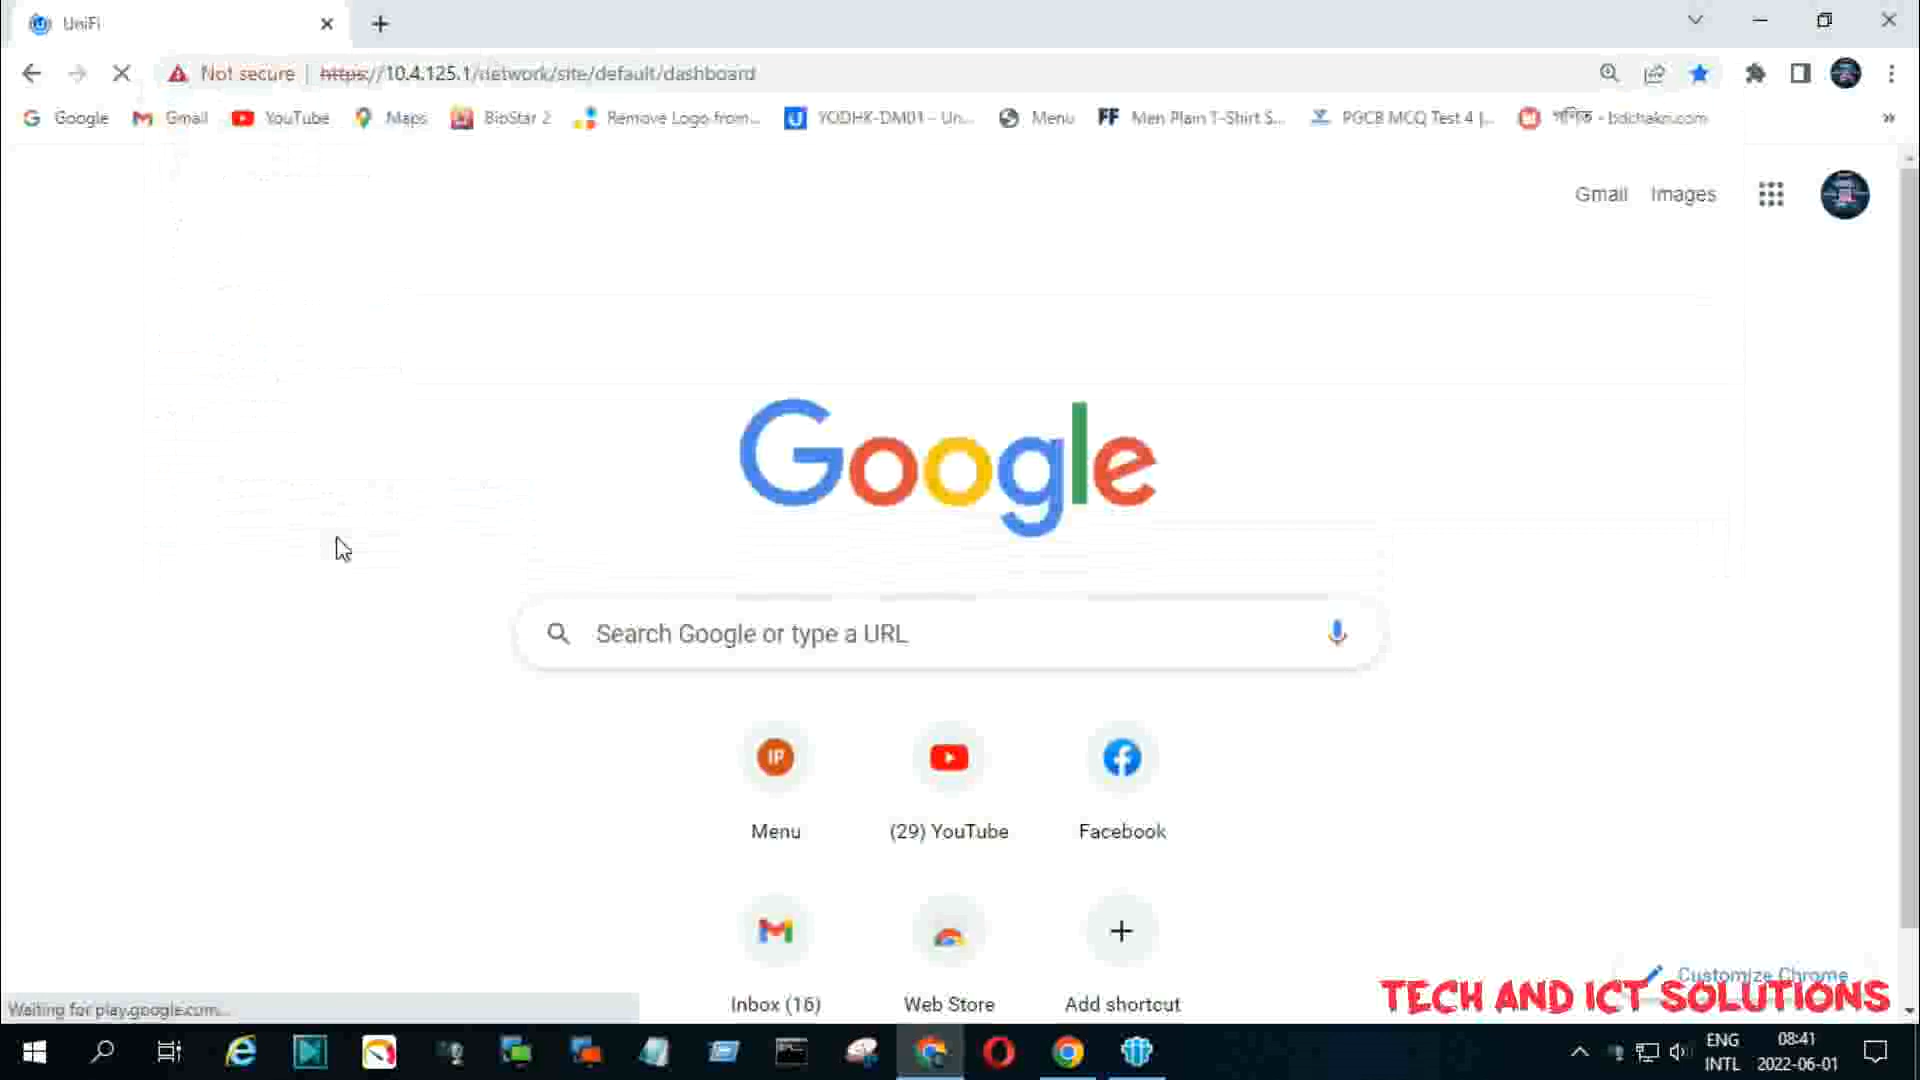 UniFi
Not secure | https://10.4.125.1/network/site/default/dashboard
Google Gmail YouTube Maps BioStar 2 Remove Logo from... YODHK-DM01 - Un... Menu FF Men Plain T-Shirt S... PGCB MCQ Test 4 |... গণিত - bdchakri.com »
Gmail Images
Google
Search Google or type a URL
IP
Menu (29) YouTube Facebook
Inbox (16) Web Store Add shortcut
Customize Chrome
TECH AND ICT SOLUTIONS
Waiting for play.google.com...
ENG 08:41
INTL 2022-06-01